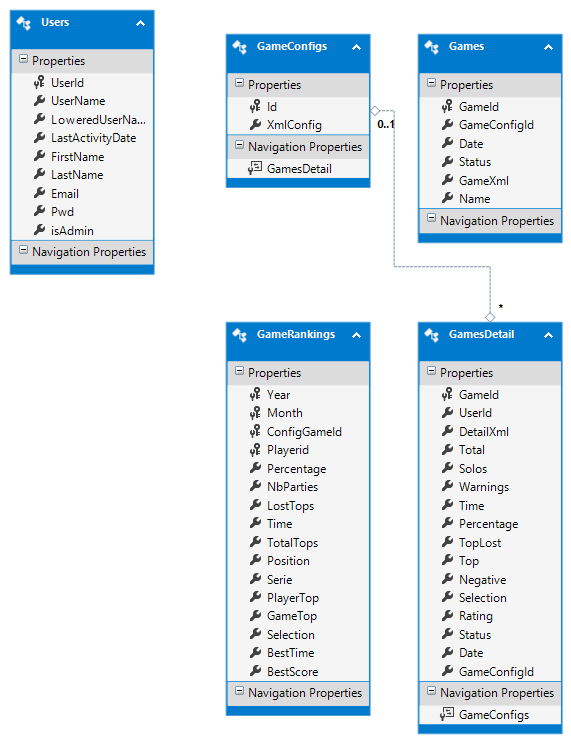 Users
Properties
UserId
UserName
LoweredUserNa...
LastActivityDate
FirstName
LastName
Email
Pwd
isAdmin
Navigation Properties
GameConfigs
Properties
Id
XmlConfig
Navigation Properties
GamesDetail
0..1
Games
Properties
GameId
GameConfigId
Date
Status
GameXml
Name
Navigation Properties
*
GameRankings
Properties
Year
Month
ConfigGameId
Playerid
Percentage
NbParties
LostTops
Time
TotalTops
Position
Serie
PlayerTop
GameTop
Selection
BestTime
BestScore
Navigation Properties
GamesDetail
Properties
GameId
UserId
DetailXml
Total
Solos
Warnings
Time
Percentage
TopLost
Top
Negative
Selection
Rating
Status
Date
GameConfigId
Navigation Properties
GameConfigs